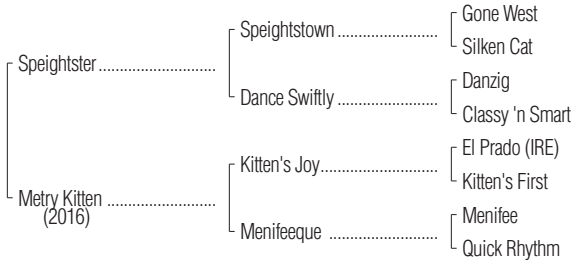 Gone West
Speightstown
Silken Cat
Speightster
Danzig
Dance Swiftly
Classy 'n Smart
El Prado (IRE)
Kitten's Joy
Kitten's First
Metry Kitten
(2016)
Menifee
Menifeeque
Quick Rhythm